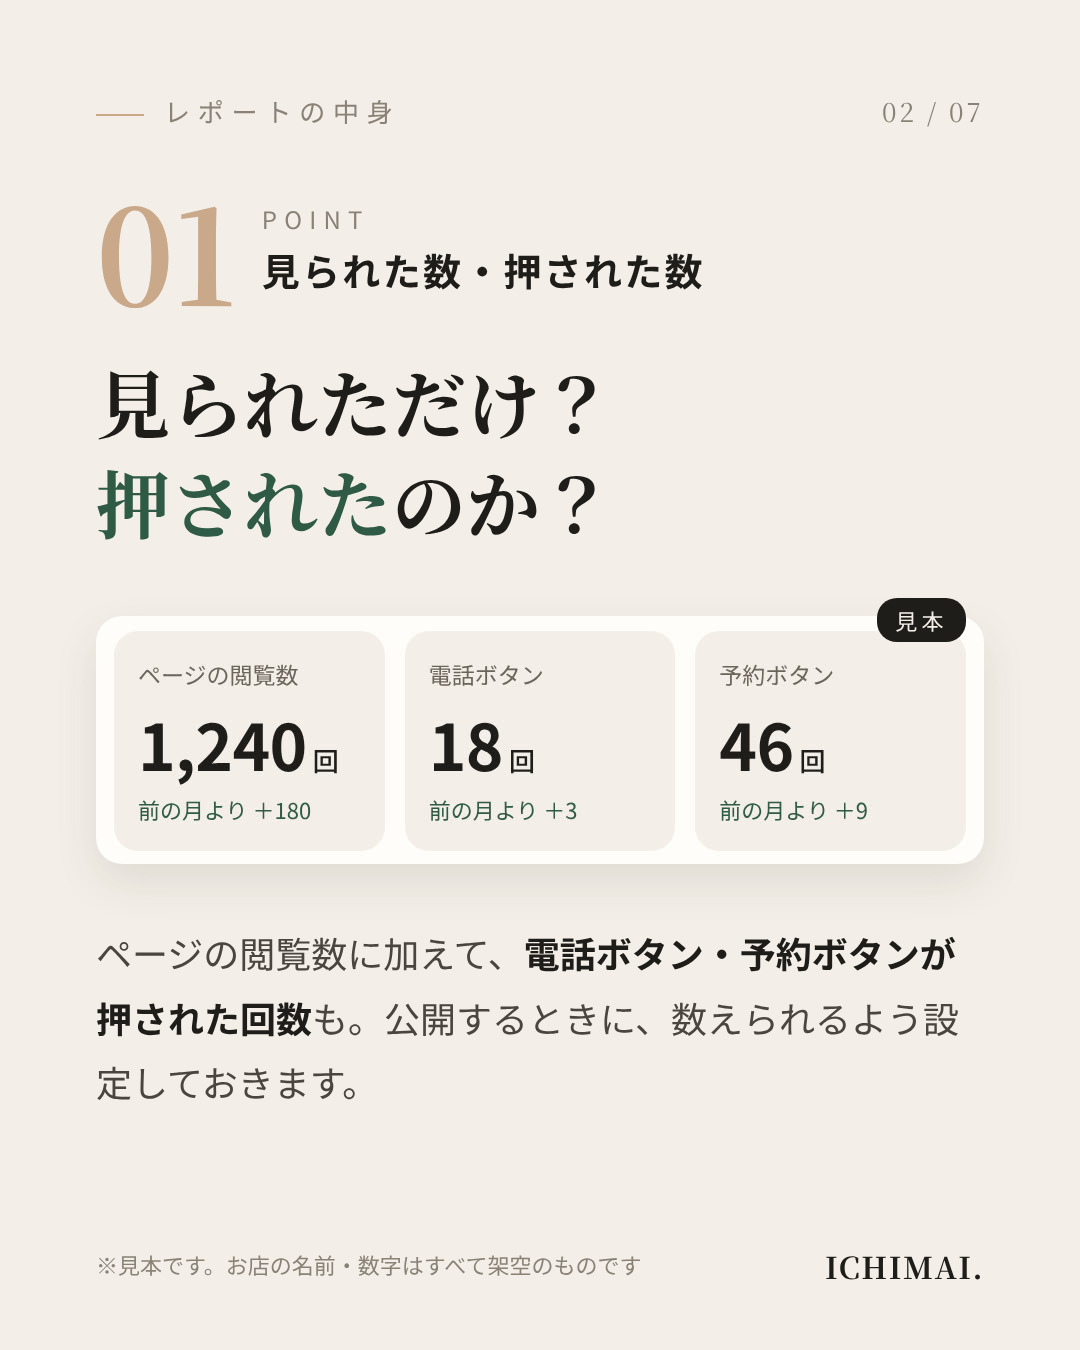 レポートの中身
02 / 07
01
POINT
見られた数・押された数
見られただけ？
押されたのか？
見本
ページの閲覧数
1,240回
前の月より ＋180
電話ボタン
18回
前の月より ＋3
予約ボタン
46回
前の月より ＋9
ページの閲覧数に加えて、電話ボタン・予約ボタンが
押された回数も。公開するときに、数えられるよう設
定しておきます。
※見本です。お店の名前・数字はすべて架空のものです
ICHIMAI.